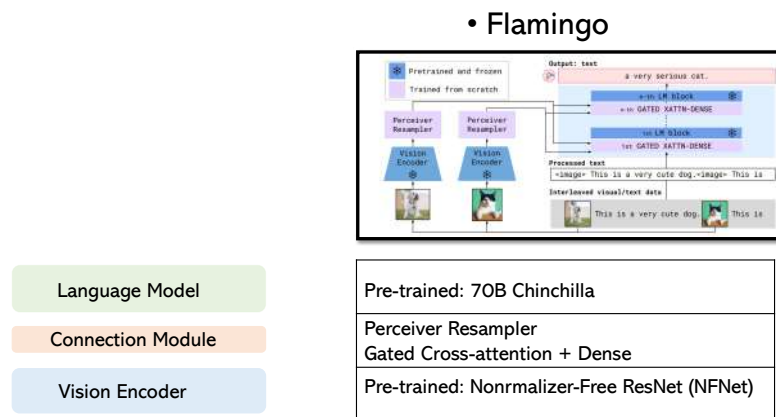 • Flamingo
Output: text
Pretrained and frozen
Trained from scratch
a very serious cat.
n-th LM block
n-th GATED XATTN-DENSE
Perceiver
Resampler
Perceiver
Resampler
1st LM block
1st GATED XATTN-DENSE
Vision
Encoder
Vision
Encoder
Processed text
<image> This is a very cute dog.<image> This is
Interleaved visual/text data
This is a very cute dog.
This is
Language Model
Pre-trained: 70B Chinchilla
Connection Module
Perceiver Resampler
Gated Cross-attention + Dense
Vision Encoder
Pre-trained: Nonrmalizer-Free ResNet (NFNet)